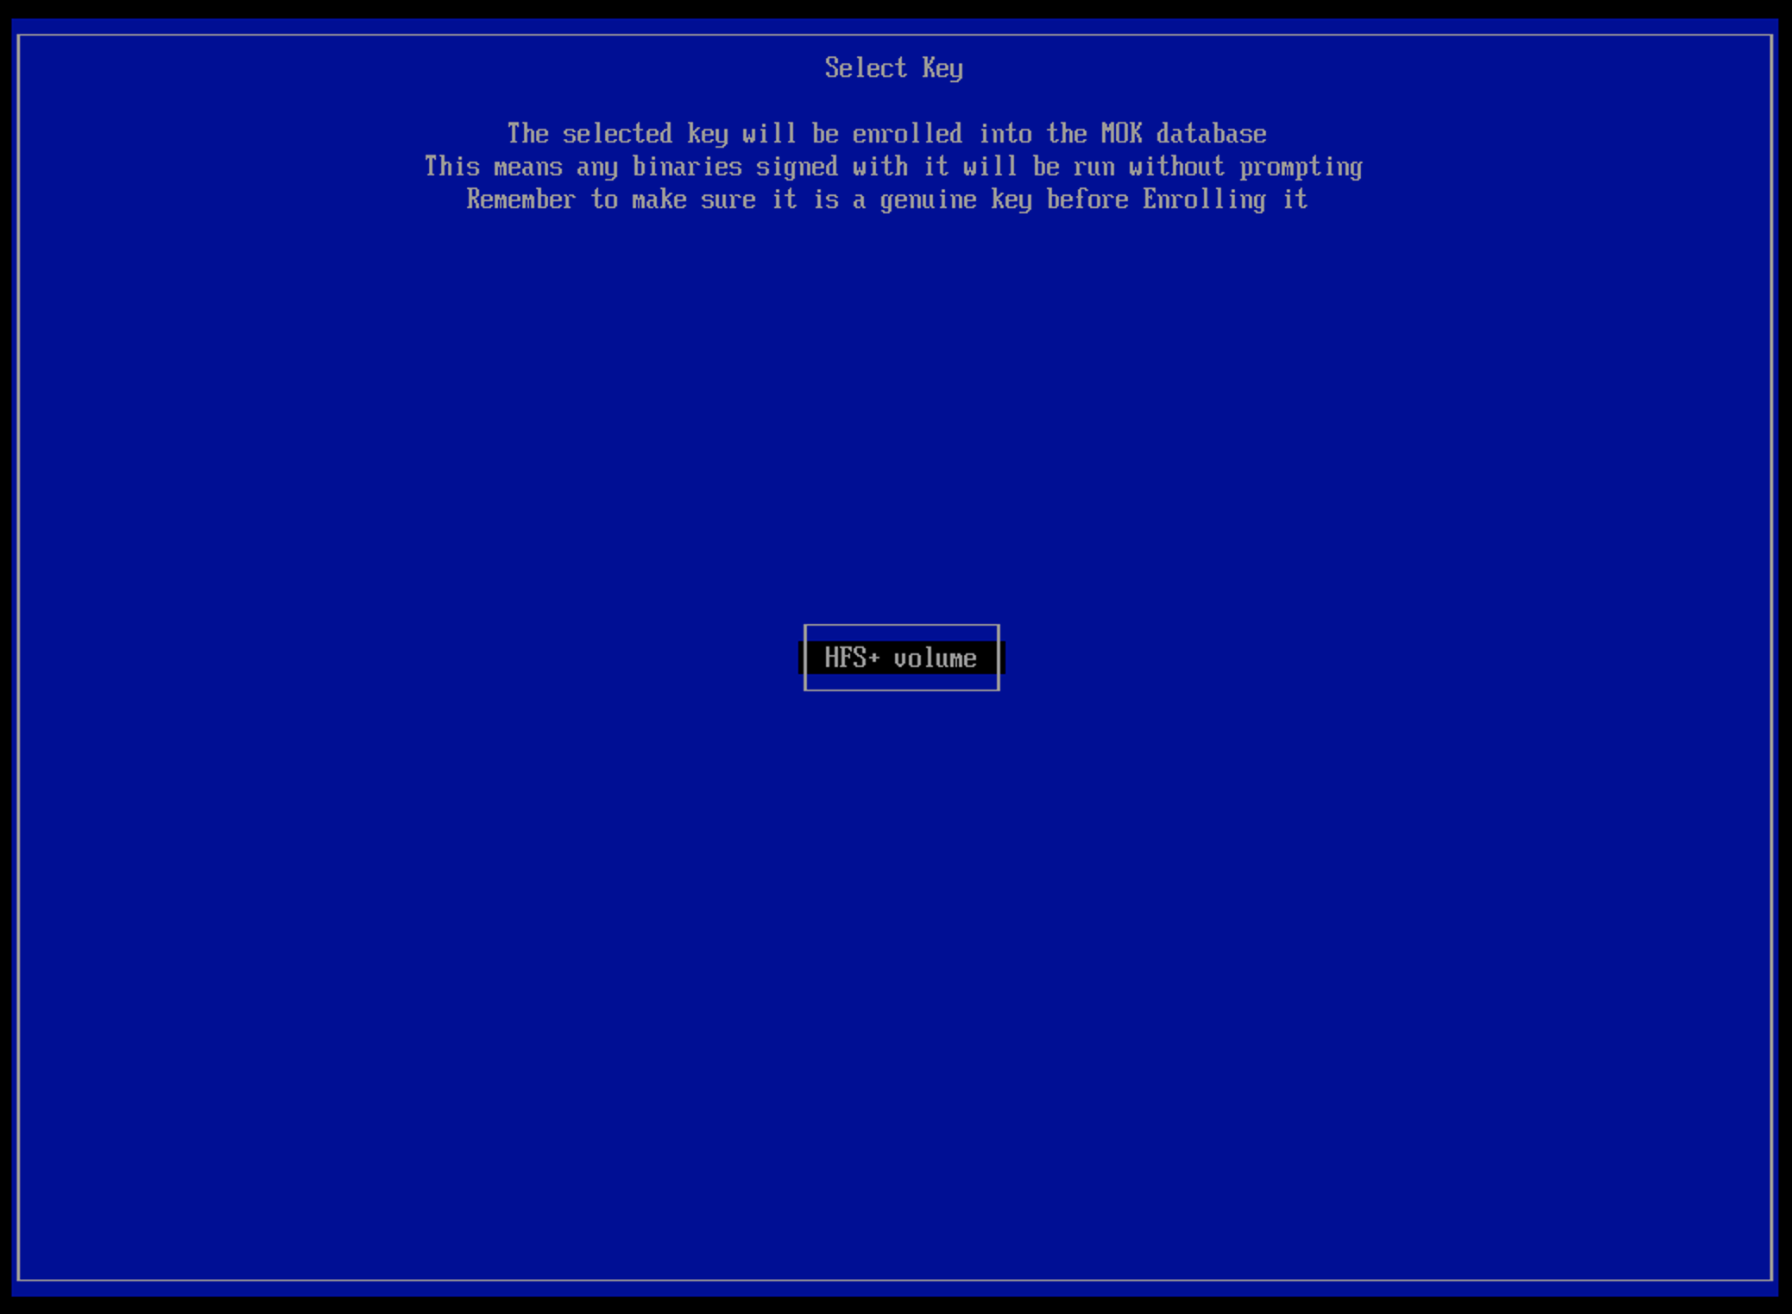 Select Key
The selected key will be enrolled into the MOK database
This means any binaries signed with it will be run without prompting
Remember to make sure it is a genuine key before Enrolling it
HFS+ volume